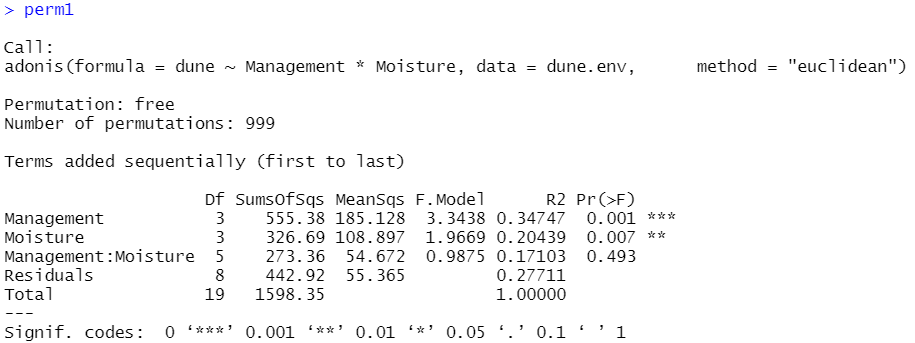 > perm1
Call:
adonis(formula = dune ~ Management * Moisture, data = dune.env,      method = "euclidean")
Permutation: free
Number of permutations: 999
Terms added sequentially (first to last)
                    Df SumsOfSqs MeanSqs F.Model      R2 Pr(>F)
Management           3    555.38 185.128  3.3438 0.34747  0.001 ***
Moisture             3    326.69 108.897  1.9669 0.20439  0.007 **
Management:Moisture  5    273.36  54.672  0.9875 0.17103  0.493
Residuals            8    442.92  55.365         0.27711
Total               19   1598.35                 1.00000
---
Signif. codes:  0 ‘***’ 0.001 ‘**’ 0.01 ‘*’ 0.05 ‘.’ 0.1 ‘ ’ 1